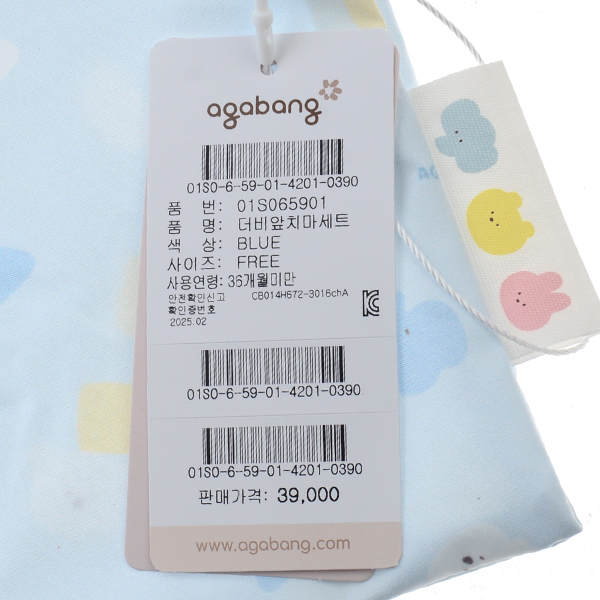 agabang
01S0-6-59-01-4201-0390
품 번: 01S065901
품 명: 더비앞치마세트
색 상: BLUE
사이즈: FREE
사용연령: 36개월미만
안전확인신고 CB014H672-3016chA
확인증번호
2025.02
01S0-6-59-01-4201-0390
01S0-6-59-01-4201-0390
판매가격: 39,000
www.agabang.com